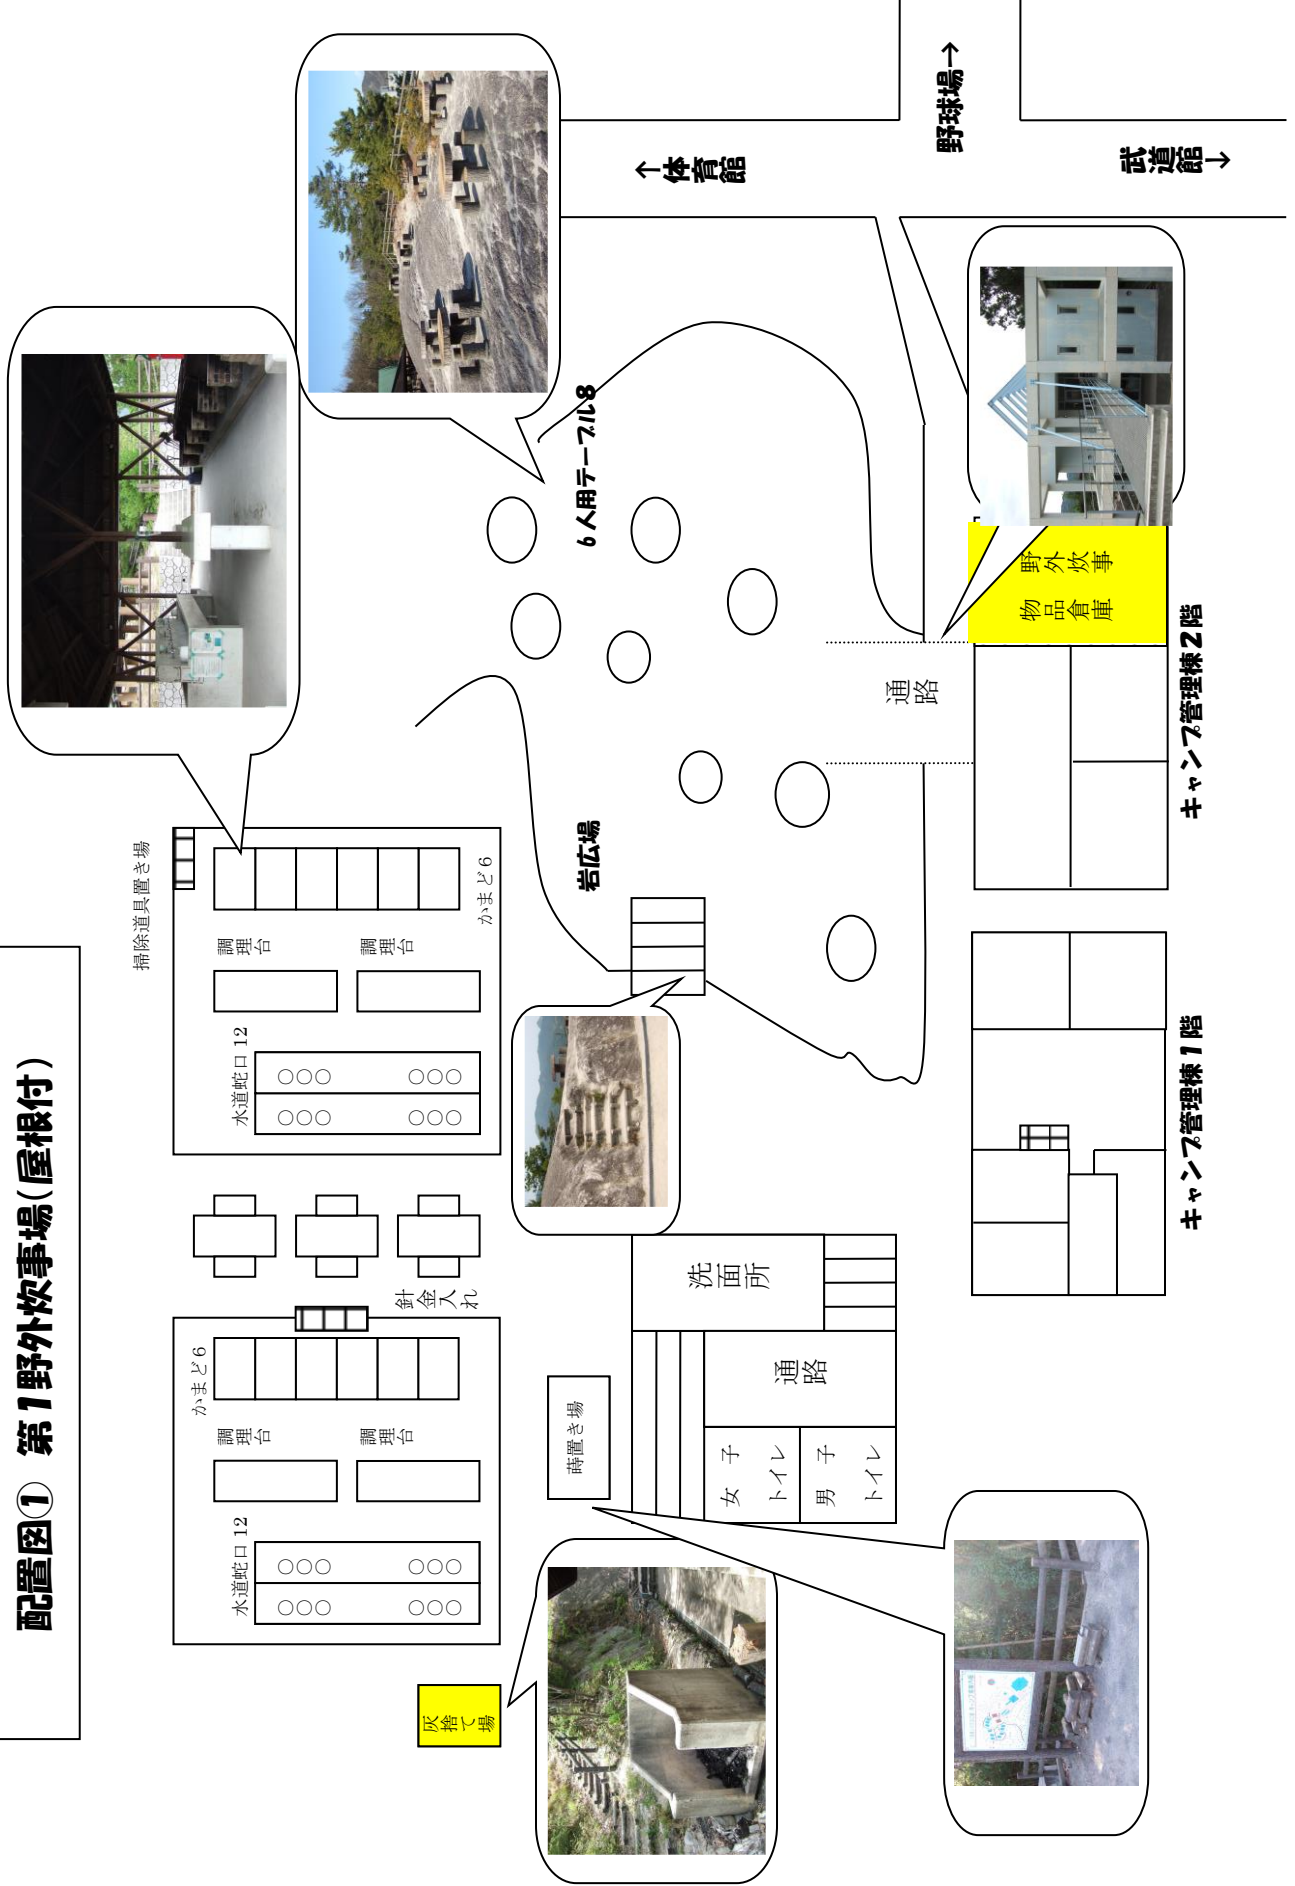 配置図① 第1野外炊事場(屋根付)
掃除道具置き場
水道蛇口 12
調理台
調理台
かまど6
水道蛇口 12
調理台
調理台
かまど6
針金入れ
灰捨て場
蒔置き場
岩広場
6人用テーブル8
↑体育館
野球場→
武道館↓
洗面所
通路
女 子
トイレ
男 子
トイレ
通路
野外炊事
物品倉庫
キャンプ管理棟1階
キャンプ管理棟2階